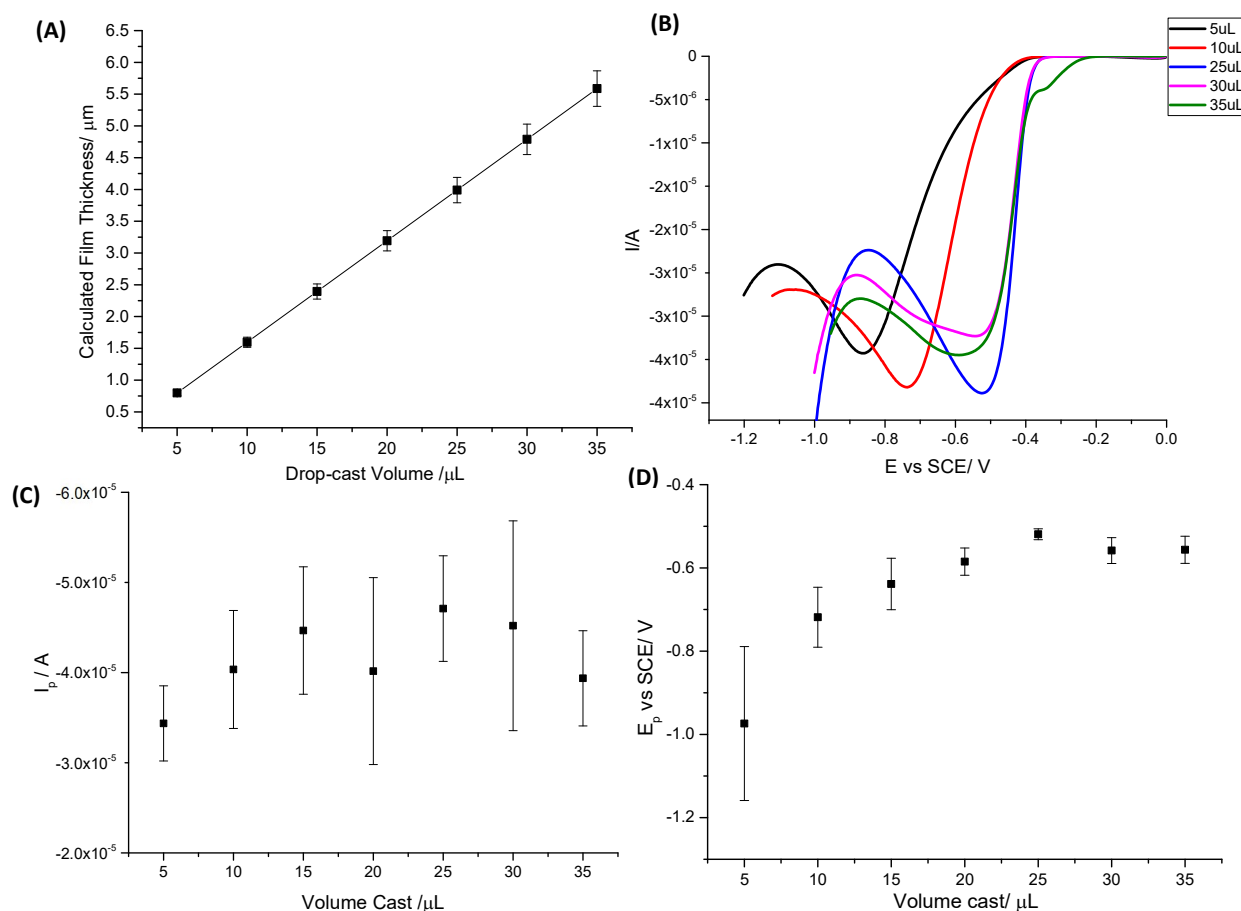 (A)
6.5
6.0
5.5
5.0
4.5
4.0
3.5
3.0
2.5
2.0
1.5
1.0
0.5
Calculated Film Thickness/ μm
5 10 15 20 25 30 35
Drop-cast Volume /μL
(B)
5uL
10uL
25uL
30uL
35uL
0
-5x10⁻⁶
-1x10⁻⁵
-2x10⁻⁵
-2x10⁻⁵
-3x10⁻⁵
-3x10⁻⁵
-4x10⁻⁵
-4x10⁻⁵
I/A
-1.2 -1.0 -0.8 -0.6 -0.4 -0.2 0.0
E vs SCE/ V
(C)
-6.0x10⁻⁵
-5.0x10⁻⁵
-4.0x10⁻⁵
-3.0x10⁻⁵
-2.0x10⁻⁵
Iₚ / A
5 10 15 20 25 30 35
Volume Cast /μL
(D)
-0.4
-0.6
-0.8
-1.0
-1.2
Eₚ vs SCE/ V
5 10 15 20 25 30 35
Volume cast/ μL